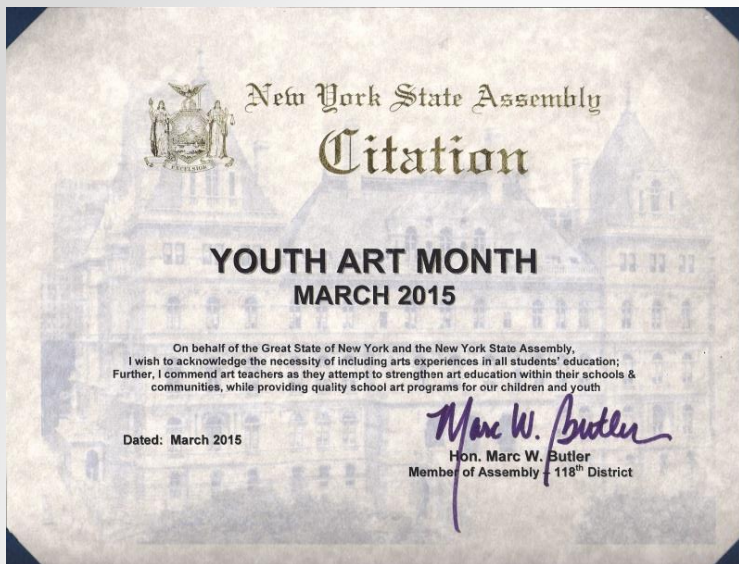 New York State Assembly
Citation
EXCELSIOR
YOUTH ART MONTH
MARCH 2015
On behalf of the Great State of New York and the New York State Assembly,
I wish to acknowledge the necessity of including arts experiences in all students' education;
Further, I commend art teachers as they attempt to strengthen art education within their schools &
communities, while providing quality school art programs for our children and youth
Dated: March 2015
Marc W. Butler
Hon. Marc W. Butler
Member of Assembly – 118th District